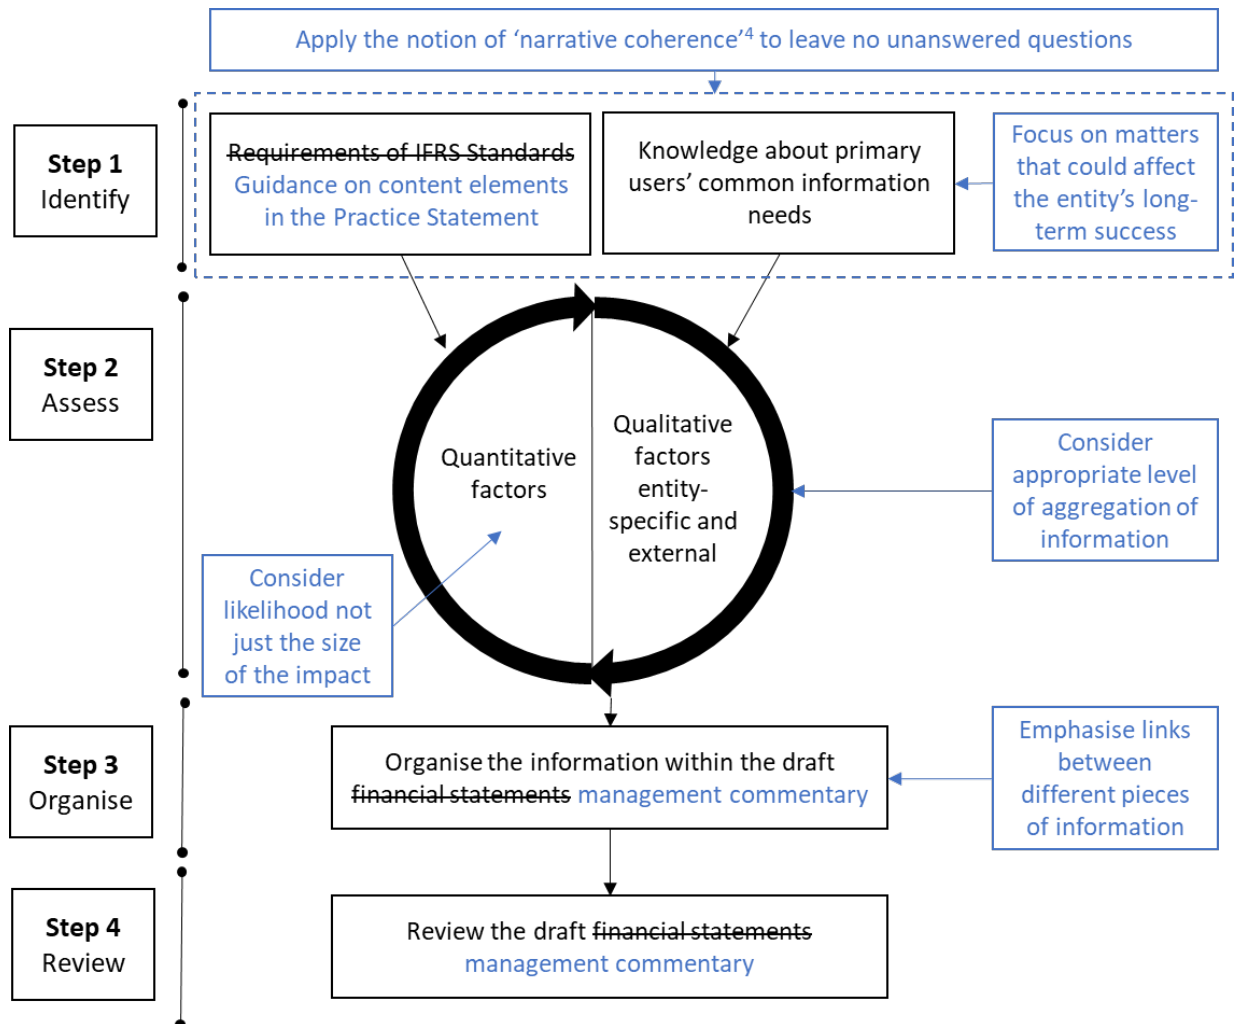 Apply the notion of ‘narrative coherence’4 to leave no unanswered questions
Step 1
Identify
Requirements of IFRS Standards
Guidance on content elements
in the Practice Statement
Knowledge about primary
users’ common information
needs
Focus on matters
that could affect
the entity’s long-
term success
Step 2
Assess
Quantitative
factors
Qualitative
factors
entity-
specific and
external
Consider
appropriate level
of aggregation of
information
Consider
likelihood not
just the size
of the impact
Step 3
Organise
Organise the information within the draft
financial statements management commentary
Emphasise links
between
different pieces
of information
Step 4
Review
Review the draft financial statements
management commentary